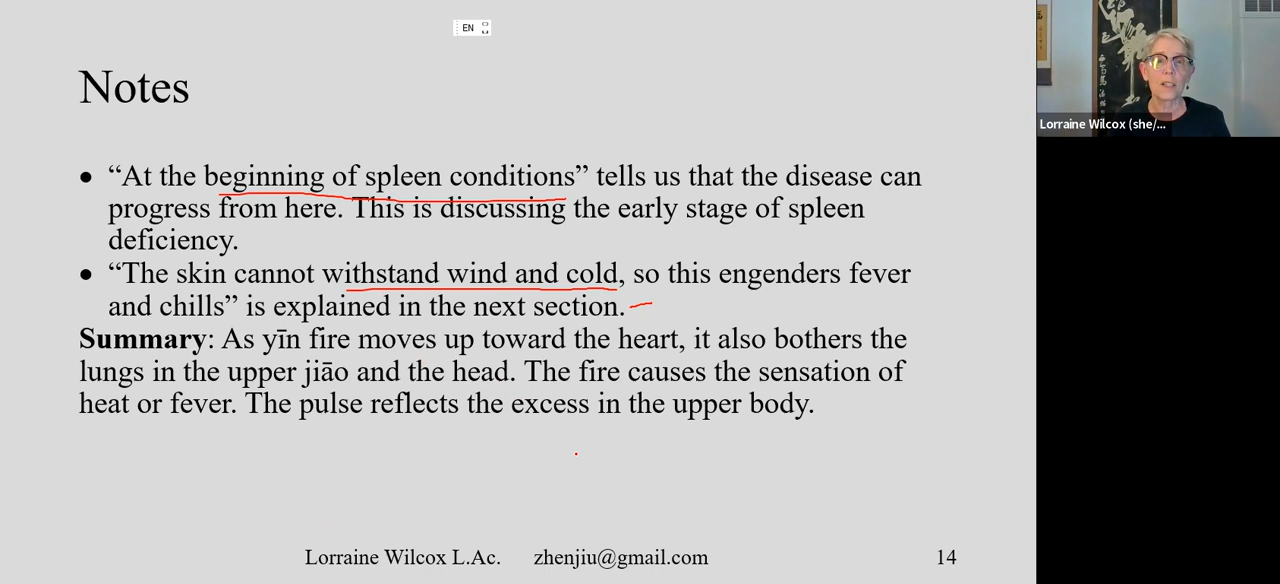 EN
Notes
• “At the beginning of spleen conditions” tells us that the disease can
progress from here. This is discussing the early stage of spleen
deficiency.
• “The skin cannot withstand wind and cold, so this engenders fever
and chills” is explained in the next section.
Summary: As yīn fire moves up toward the heart, it also bothers the
lungs in the upper jiāo and the head. The fire causes the sensation of
heat or fever. The pulse reflects the excess in the upper body.
Lorraine Wilcox L.Ac. zhenjiu@gmail.com 14
Lorraine Wilcox (she/...